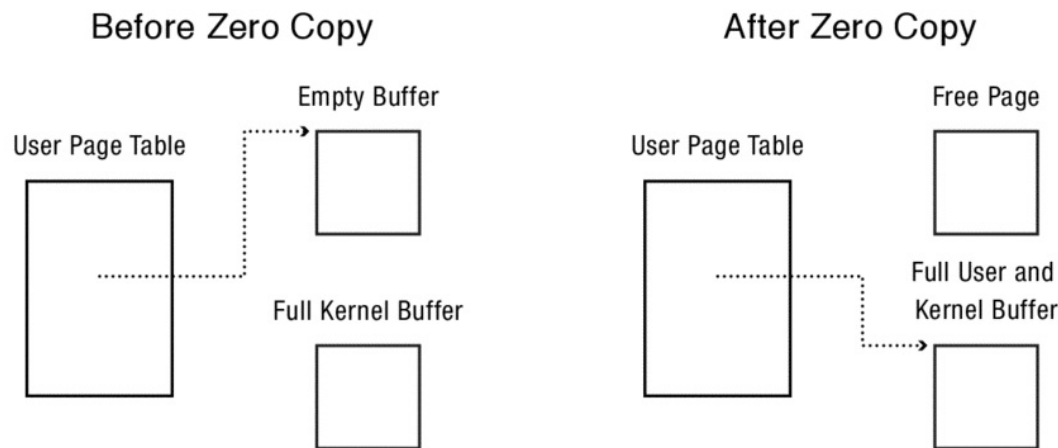 Before Zero Copy
Empty Buffer
User Page Table
Full Kernel Buffer
After Zero Copy
Free Page
User Page Table
Full User and
Kernel Buffer